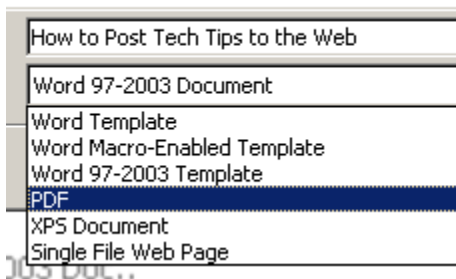 How to Post Tech Tips to the Web
Word 97-2003 Document
Word Template
Word Macro-Enabled Template
Word 97-2003 Template
PDF
XPS Document
Single File Web Page